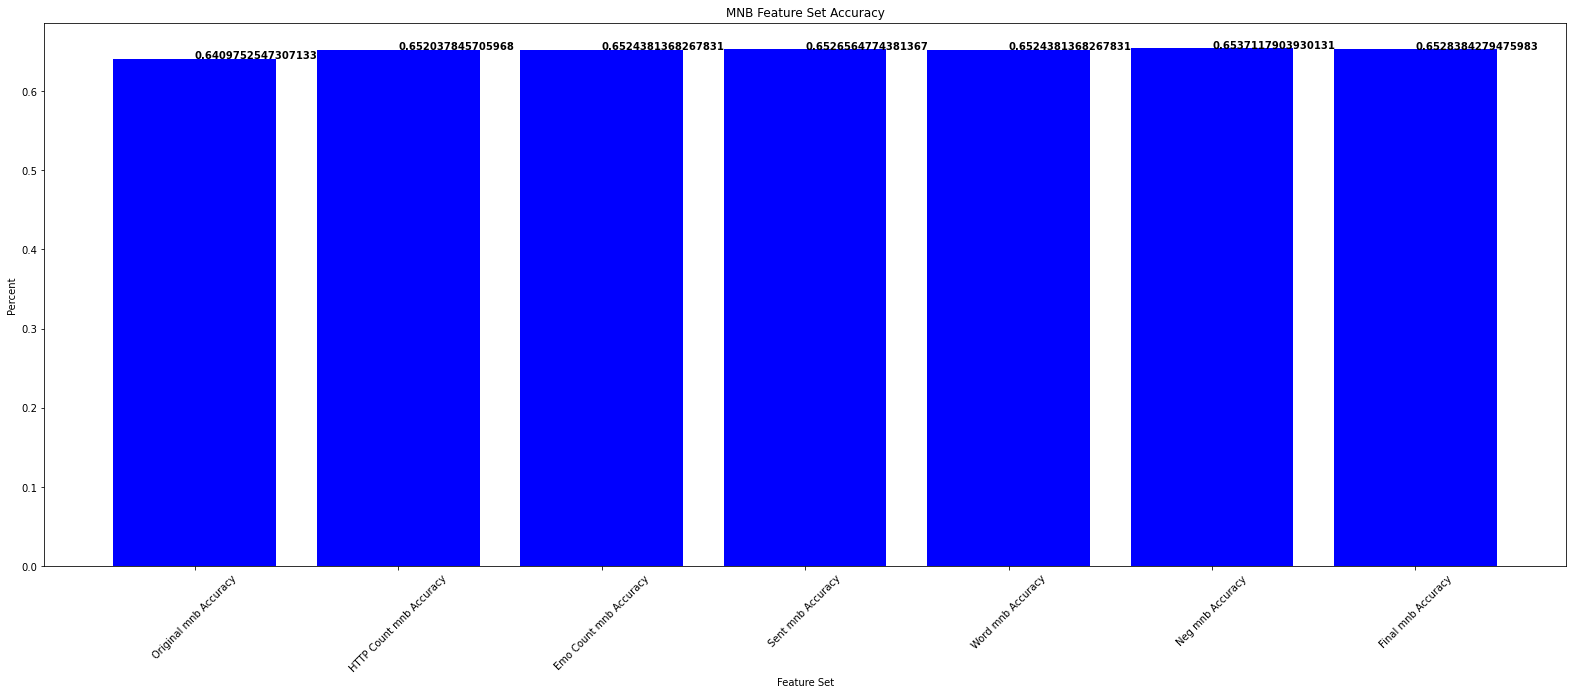 MNB Feature Set Accuracy
0.6409752547307133
0.652037845705968
0.6524381368267831
0.6526564774381367
0.6524381368267831
0.6537117903930131
0.6528384279475983
Percent
0.6
0.5
0.4
0.3
0.2
0.1
0.0
Original mnb Accuracy
HTTP Count mnb Accuracy
Emo Count mnb Accuracy
Sent mnb Accuracy
Word mnb Accuracy
Neg mnb Accuracy
Final mnb Accuracy
Feature Set